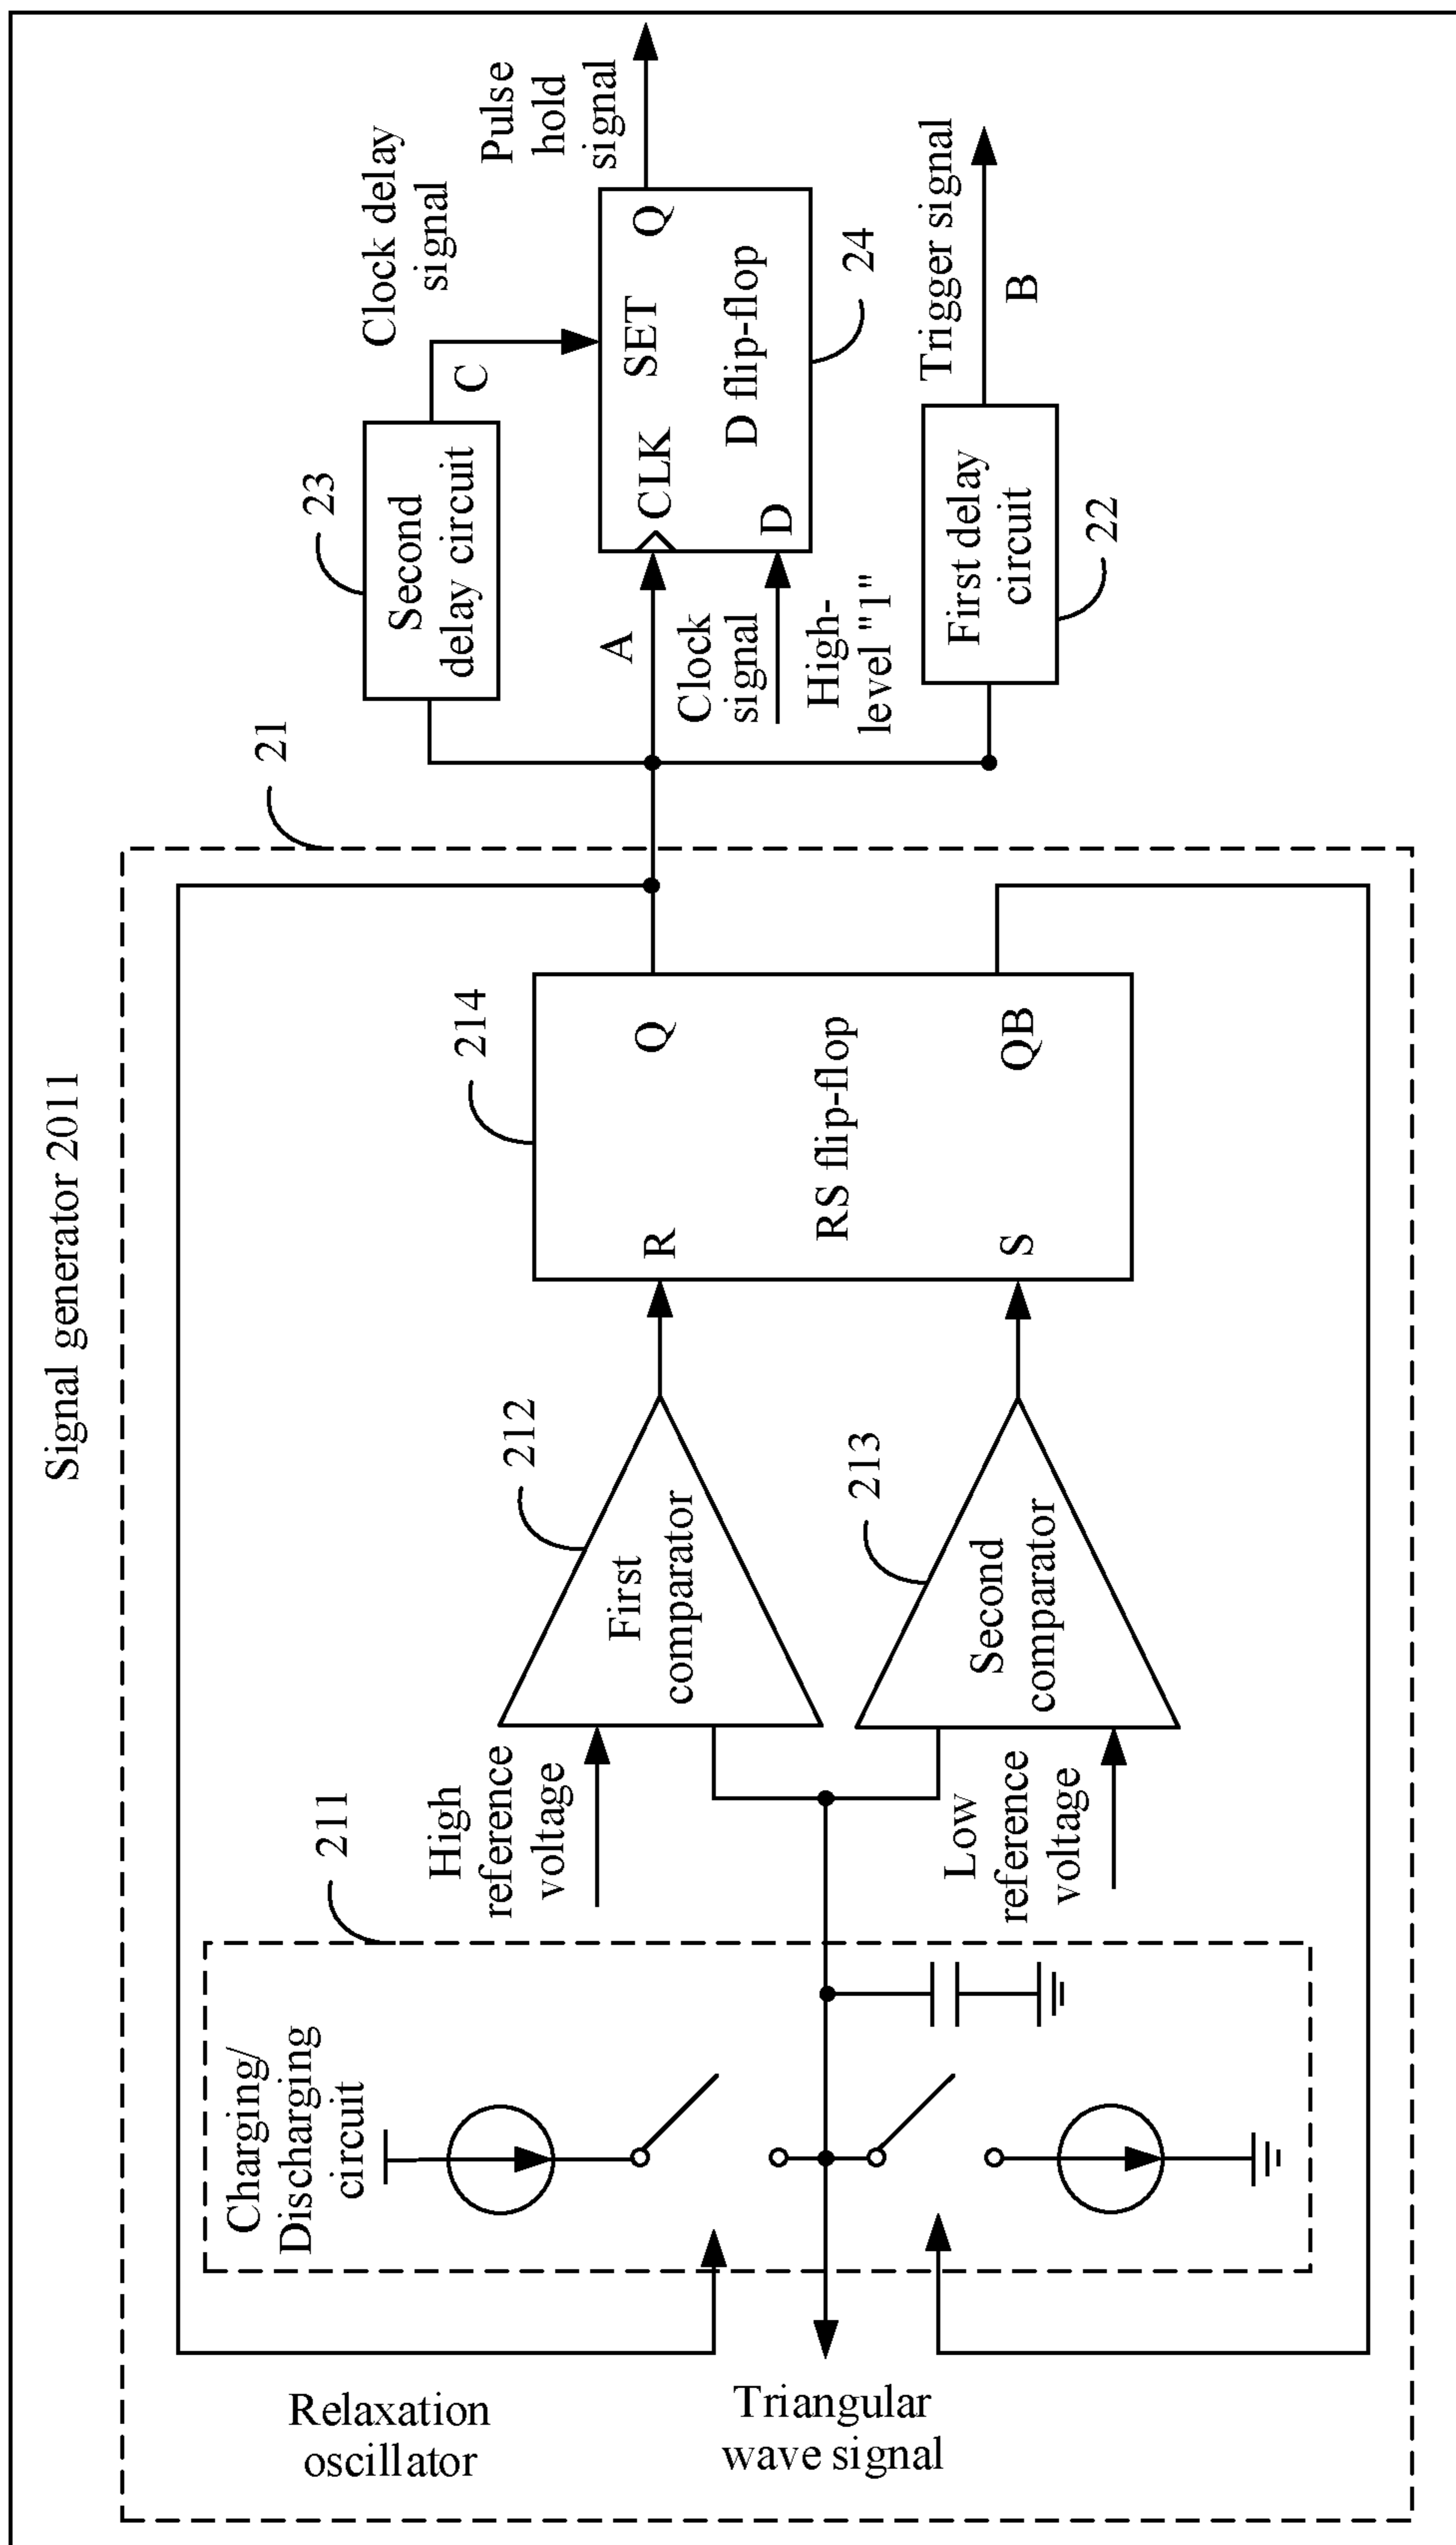 Signal generator 2011
21
Relaxation
oscillator
211
Charging/
Discharging
circuit
Triangular
wave signal
High
reference
voltage
Low
reference
voltage
212
First
comparator
213
Second
comparator
214
R
Q
RS flip-flop
S
QB
23
Second
delay circuit
C
Clock delay
signal
A
Clock
signal
High-
level "1"
CLK
SET
Q
D
D flip-flop
24
Pulse
hold
signal
First delay
circuit
22
Trigger signal
B